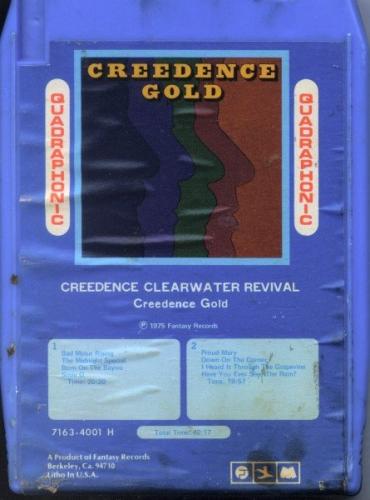 CREEDENCE
GOLD
QUADRAPHONIC
QUADRAPHONIC
CREEDENCE CLEARWATER REVIVAL
Creedence Gold
℗ 1975 Fantasy Records
1
Bad Moon Rising
The Midnight Special
Born On The Bayou
Suzie Q
Time: 20:20
2
Proud Mary
Down On The Corner
I Heard It Through The Grapevine
Have You Ever Seen The Rain?
Time: 19:57
7163-4001 H
Total Time: 40:17
A Product of Fantasy Records
Berkeley, Ca. 94710
Litho In U.S.A.